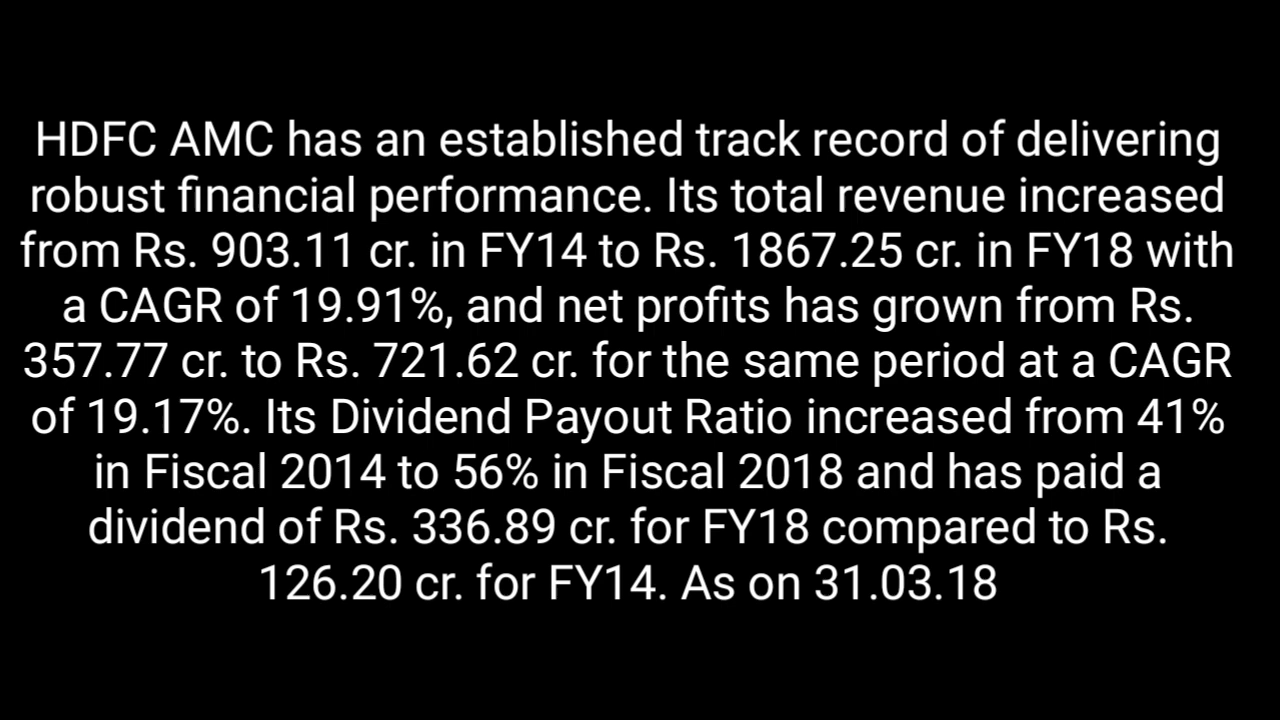 HDFC AMC has an established track record of delivering
robust financial performance. Its total revenue increased
from Rs. 903.11 cr. in FY14 to Rs. 1867.25 cr. in FY18 with
a CAGR of 19.91%, and net profits has grown from Rs.
357.77 cr. to Rs. 721.62 cr. for the same period at a CAGR
of 19.17%. Its Dividend Payout Ratio increased from 41%
in Fiscal 2014 to 56% in Fiscal 2018 and has paid a
dividend of Rs. 336.89 cr. for FY18 compared to Rs.
126.20 cr. for FY14. As on 31.03.18